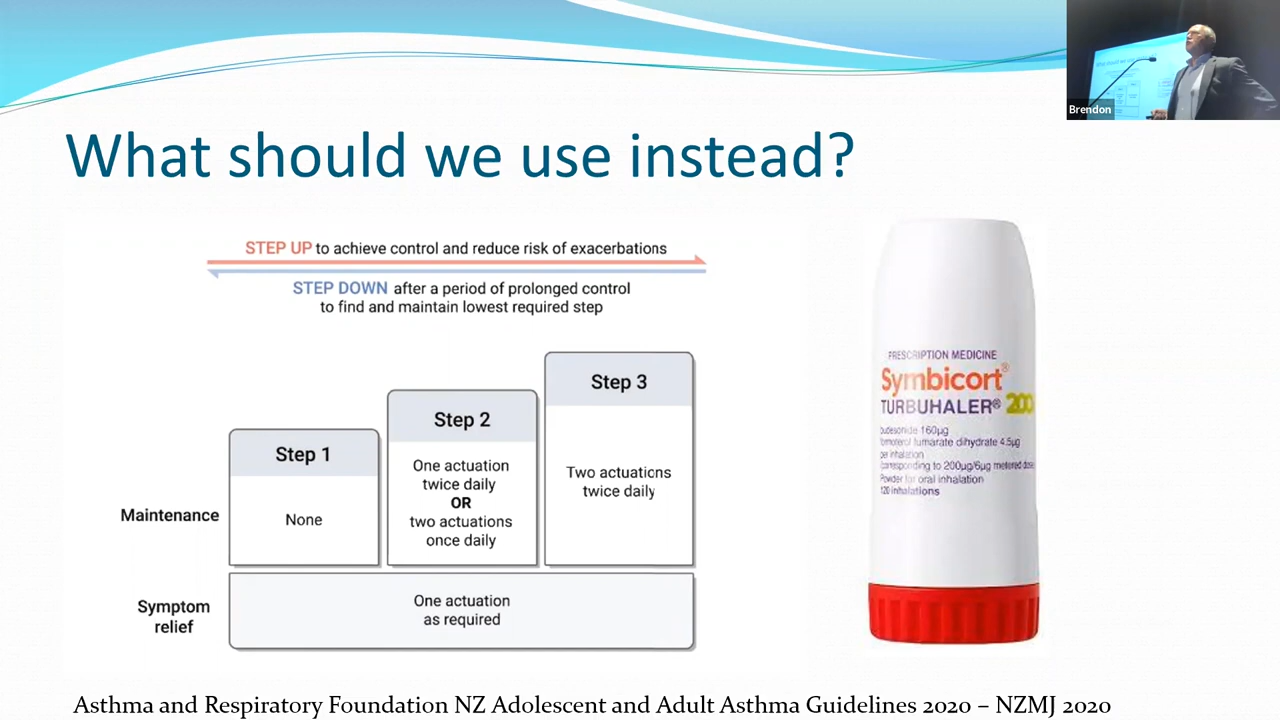 Brendon
What should we use instead?
STEP UP to achieve control and reduce risk of exacerbations
STEP DOWN after a period of prolonged control
to find and maintain lowest required step
Step 1
Step 2
Step 3
Maintenance
None
One actuation
twice daily
OR
two actuations
once daily
Two actuations
twice daily
Symptom
relief
One actuation
as required
PRESCRIPTION MEDICINE
Symbicort®
TURBUHALER® 200
budesonide 160µg
formoterol fumarate dihydrate 4.5µg
per inhalation
(corresponding to 200µg/6µg metered dose
Powder for oral inhalation
120 inhalations
Asthma and Respiratory Foundation NZ Adolescent and Adult Asthma Guidelines 2020 – NZMJ 2020